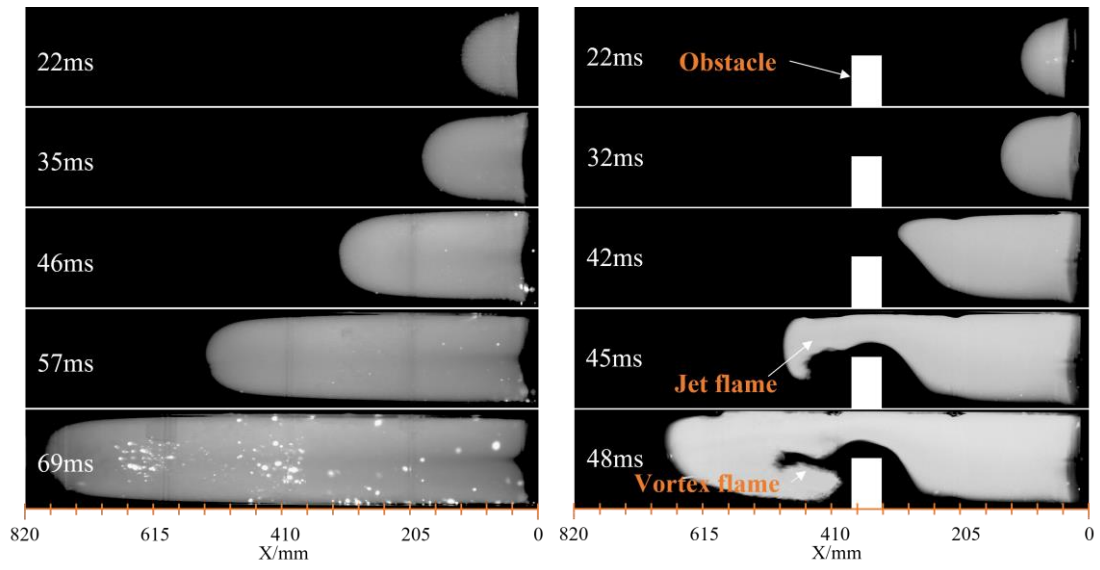 22ms
35ms
46ms
57ms
69ms
820 615 410 205 0
X/mm
22ms
Obstacle
32ms
42ms
45ms
Jet flame
48ms
Vortex flame
820 615 410 205 0
X/mm